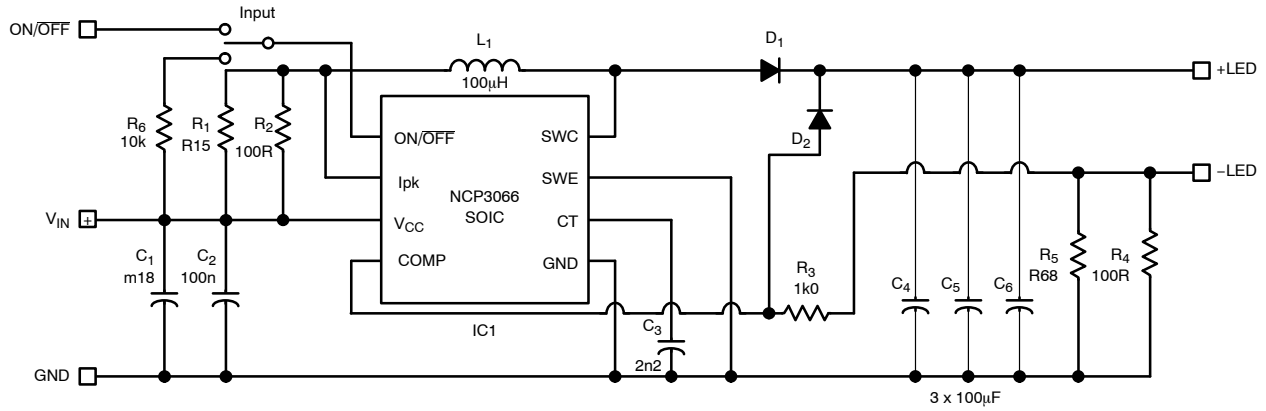 Input
ON/OFF
L1
100μH
D1
+LED
R6
10k
R1
R15
R2
100R
ON/OFF
SWC
D2
Ipk
SWE
−LED
NCP3066
SOIC
VIN
+
VCC
CT
C1
m18
C2
100n
COMP
GND
R3
1k0
C4
C5
C6
R5
R68
R4
100R
IC1
C3
2n2
GND
3 x 100μF